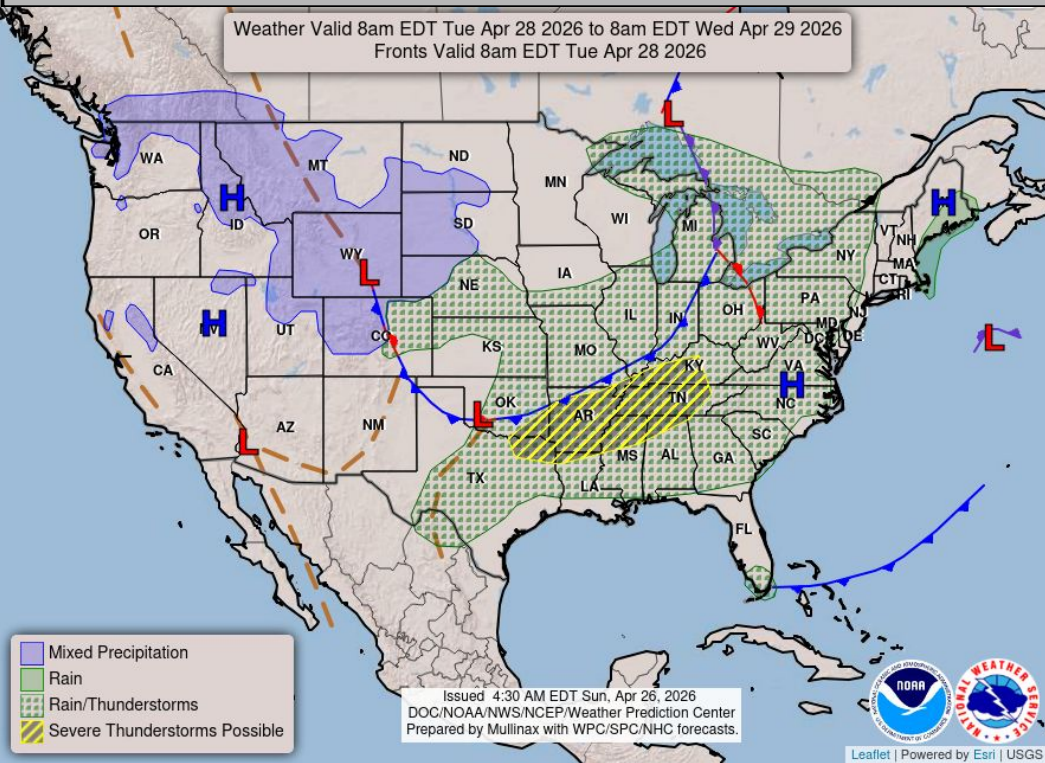 Weather Valid 8am EDT Tue Apr 28 2026 to 8am EDT Wed Apr 29 2026
Fronts Valid 8am EDT Tue Apr 28 2026
L
WA
MT
ND
MN
H
ID
OR
SD
WI
MI
H
VT
NH
NY
MA
CT
RI
WY
L
IA
NE
PA
NJ
OH
IL
IN
H
NV
UT
CO
MD
DE
DC
L
WV
KS
MO
CA
VA
KY
H
NC
TN
OK
L
AR
AZ
NM
L
SC
MS
AL
GA
TX
LA
FL
Mixed Precipitation
Rain
Rain/Thunderstorms
Severe Thunderstorms Possible
Issued 4:30 AM EDT Sun, Apr 26, 2026
DOC/NOAA/NWS/NCEP/Weather Prediction Center
Prepared by Mullinax with WPC/SPC/NHC forecasts.
NOAA
NATIONAL WEATHER SERVICE
Leaflet | Powered by Esri | USGS